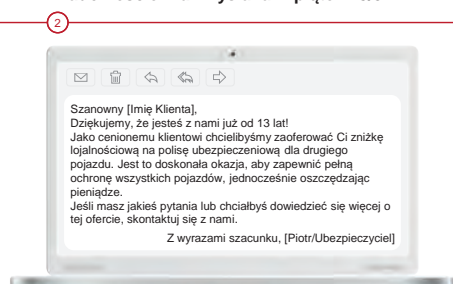 2
Szanowny [Imię Klienta],
Dziękujemy, że jesteś z nami już od 13 lat!
Jako cenionemu klientowi chcielibyśmy zaoferować Ci zniżkę
lojalnościową na polisę ubezpieczeniową dla drugiego
pojazdu. Jest to doskonała okazja, aby zapewnić pełną
ochronę wszystkich pojazdów, jednocześnie oszczędzając
pieniądze.
Jeśli masz jakieś pytania lub chciałbyś dowiedzieć się więcej o
tej ofercie, skontaktuj się z nami.
Z wyrazami szacunku, [Piotr/Ubezpieczyciel]